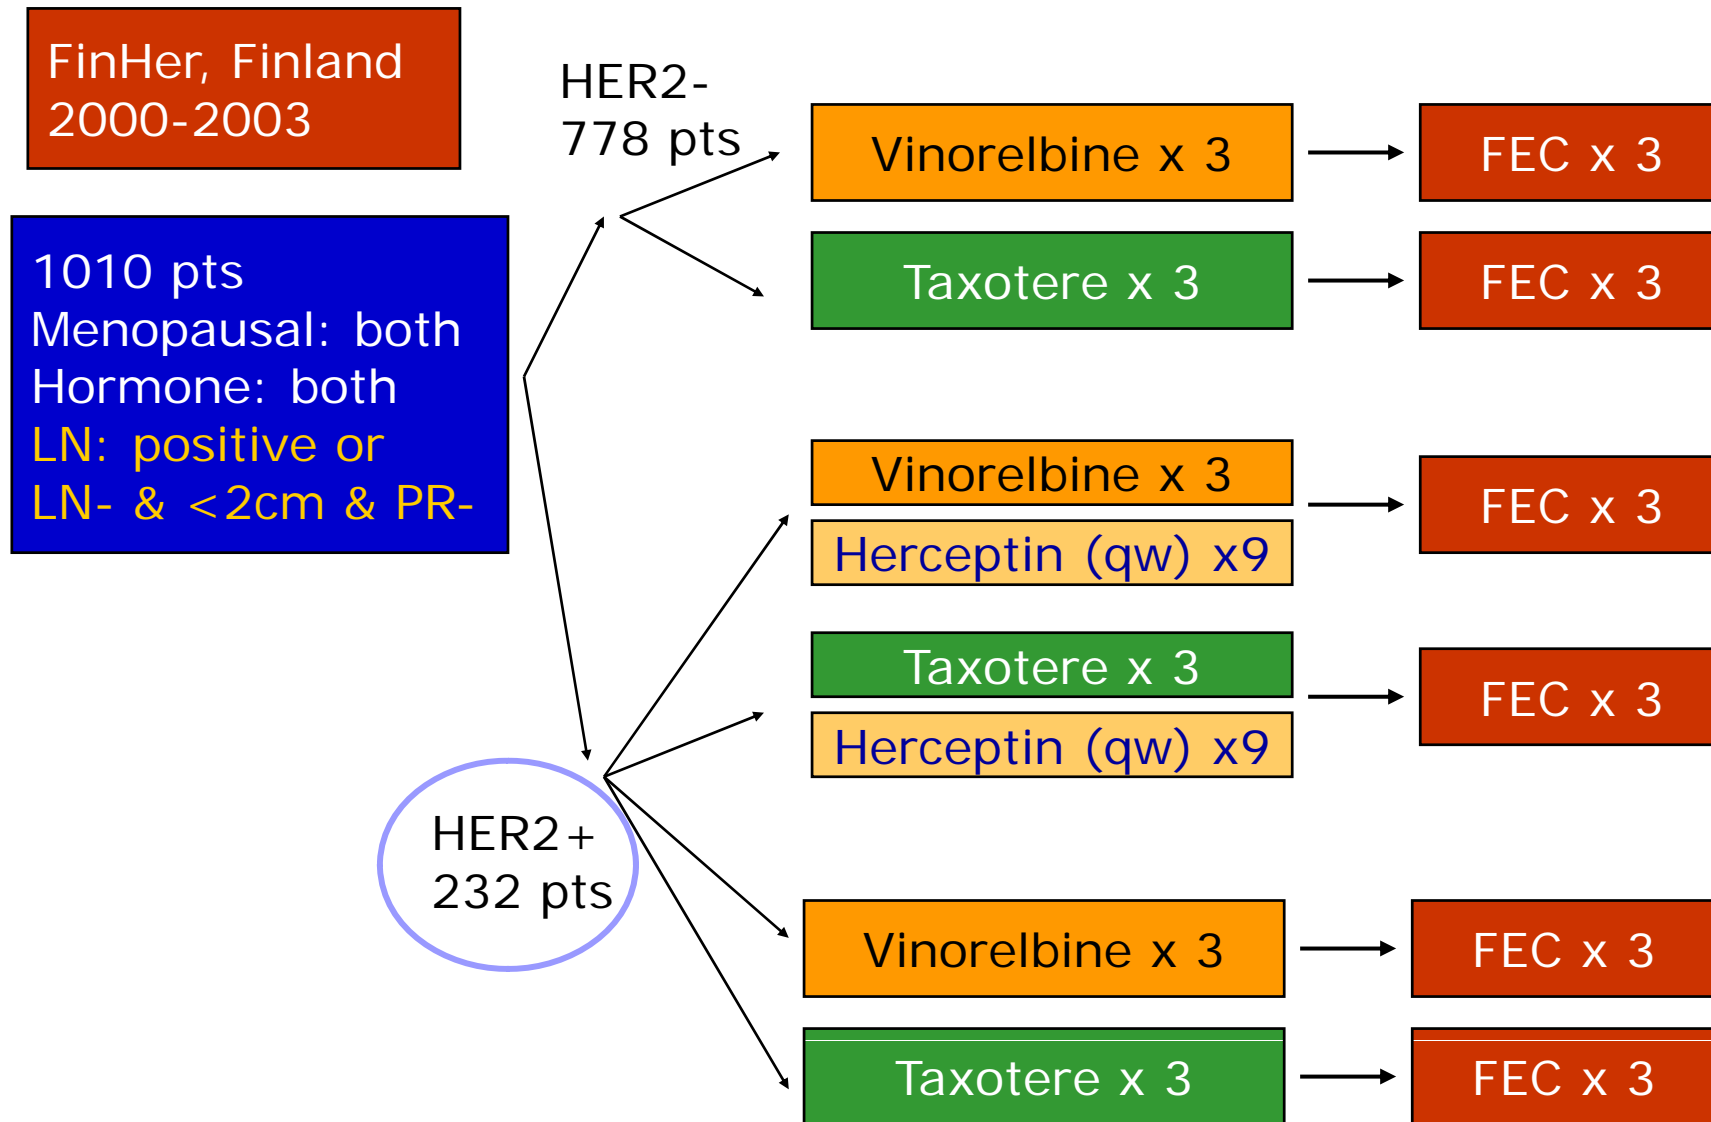 FinHer, Finland
2000-2003
HER2-
778 pts
Vinorelbine x 3
FEC x 3
Taxotere x 3
FEC x 3
1010 pts
Menopausal: both
Hormone: both
LN: positive or
LN- & <2cm & PR-
Vinorelbine x 3
Herceptin (qw) x9
FEC x 3
Taxotere x 3
Herceptin (qw) x9
FEC x 3
HER2+
232 pts
Vinorelbine x 3
FEC x 3
Taxotere x 3
FEC x 3